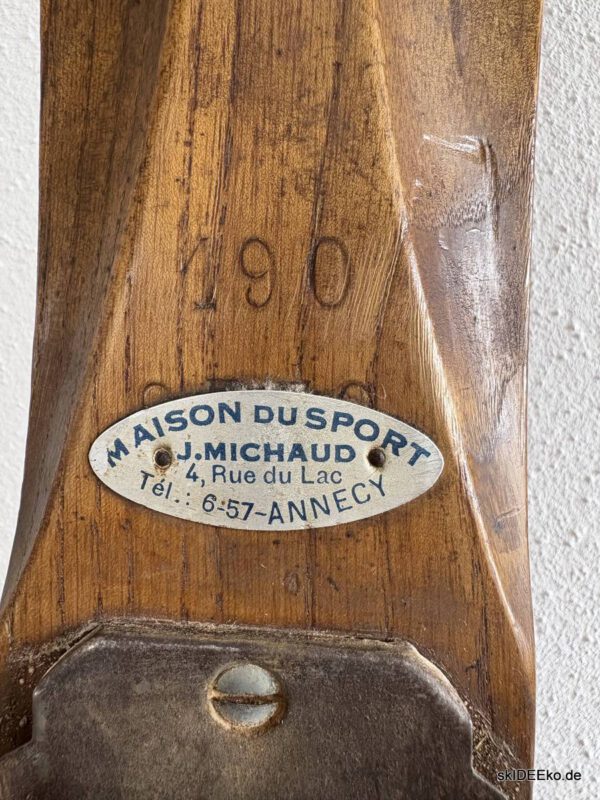 190
MAISON DU SPORT
J.MICHAUD
4, Rue du Lac
Tél.: 6-57-ANNECY
skIDEEko.de